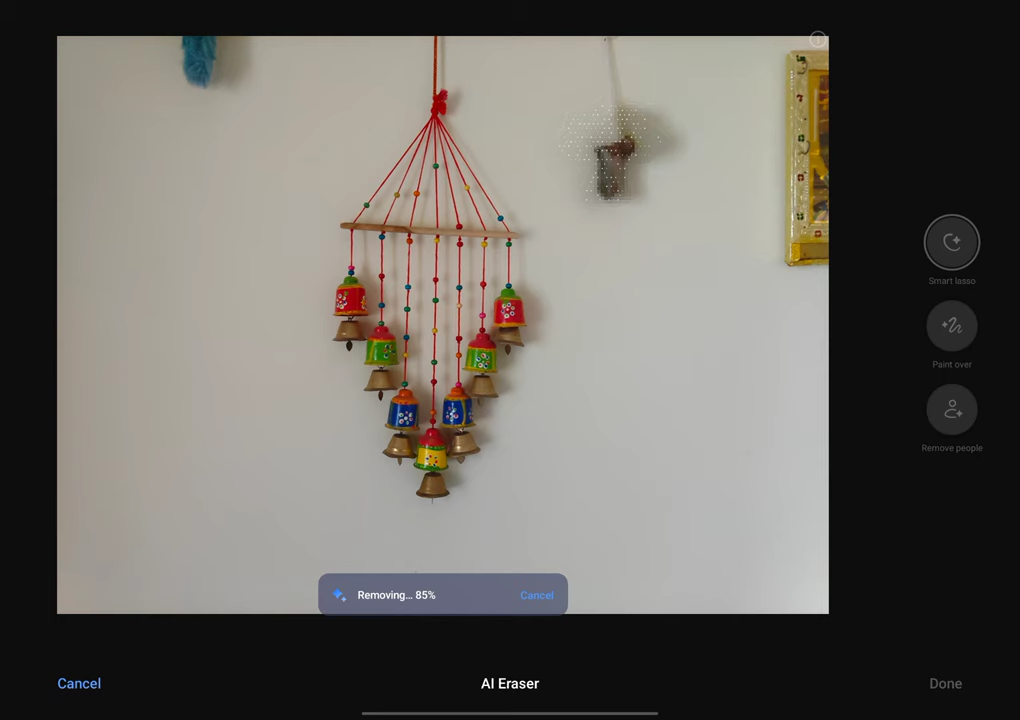 Smart lasso
Paint over
Remove people
Removing... 85%
Cancel
Cancel
AI Eraser
Done